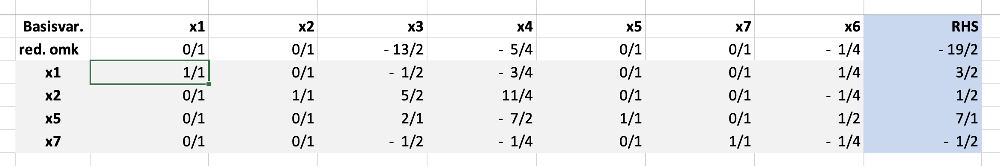 Basisvar. x1 x2 x3 x4 x5 x7 x6 RHS
red. omk 0/1 0/1 - 13/2 - 5/4 0/1 0/1 - 1/4 - 19/2
x1 1/1 0/1 - 1/2 - 3/4 0/1 0/1 1/4 3/2
x2 0/1 1/1 5/2 11/4 0/1 0/1 - 1/4 1/2
x5 0/1 0/1 2/1 - 7/2 1/1 0/1 1/2 7/1
x7 0/1 0/1 - 1/2 - 1/4 0/1 1/1 - 1/4 - 1/2